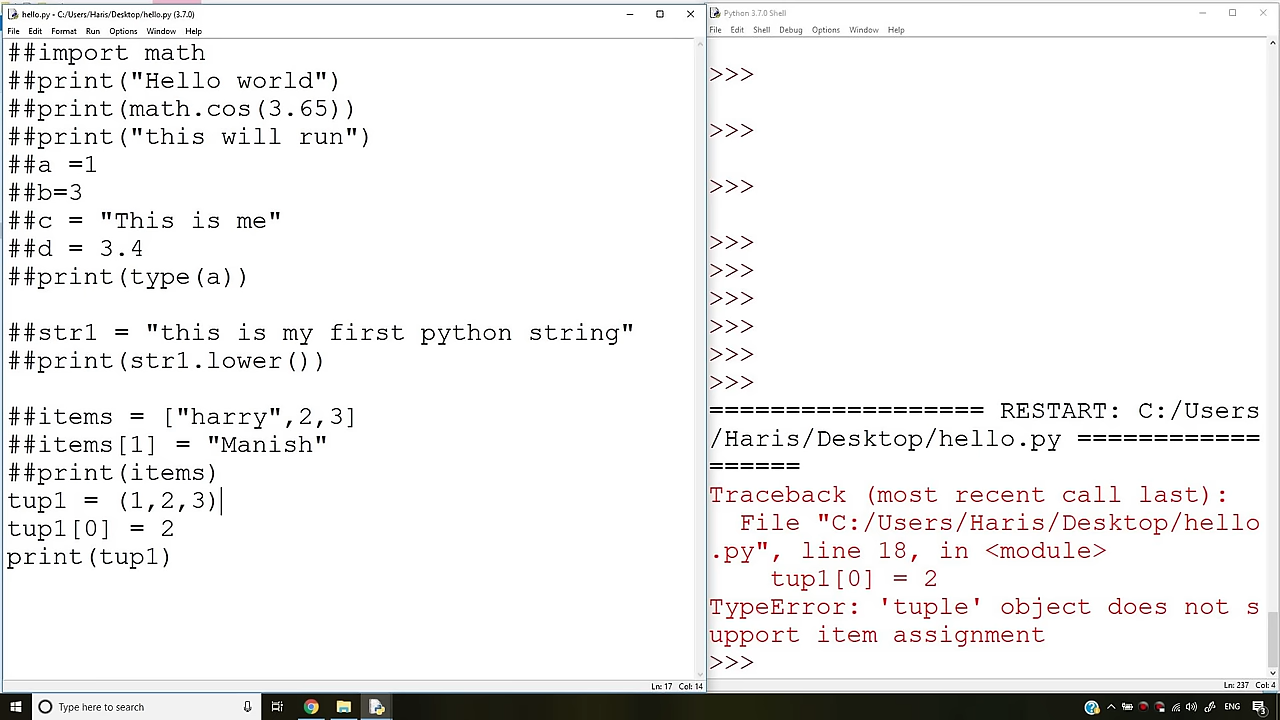 hello.py - C:/Users/Haris/Desktop/hello.py (3.7.0)
File Edit Format Run Options Window Help
##import math
##print("Hello world")
##print(math.cos(3.65))
##print("this will run")
##a =1
##b=3
##c = "This is me"
##d = 3.4
##print(type(a))
##str1 = "this is my first python string"
##print(str1.lower())
##items = ["harry",2,3]
##items[1] = "Manish"
##print(items)
tup1 = (1,2,3)
tup1[0] = 2
print(tup1)
Ln: 17 Col: 14
Python 3.7.0 Shell
File Edit Shell Debug Options Window Help
>>>
>>>
>>>
>>>
>>>
>>>
>>>
>>>
>>>
================== RESTART: C:/Users
/Haris/Desktop/hello.py ============
======
Traceback (most recent call last):
  File "C:/Users/Haris/Desktop/hello
.py", line 18, in <module>
    tup1[0] = 2
TypeError: 'tuple' object does not s
upport item assignment
>>>
Ln: 237 Col: 4
Type here to search
ENG